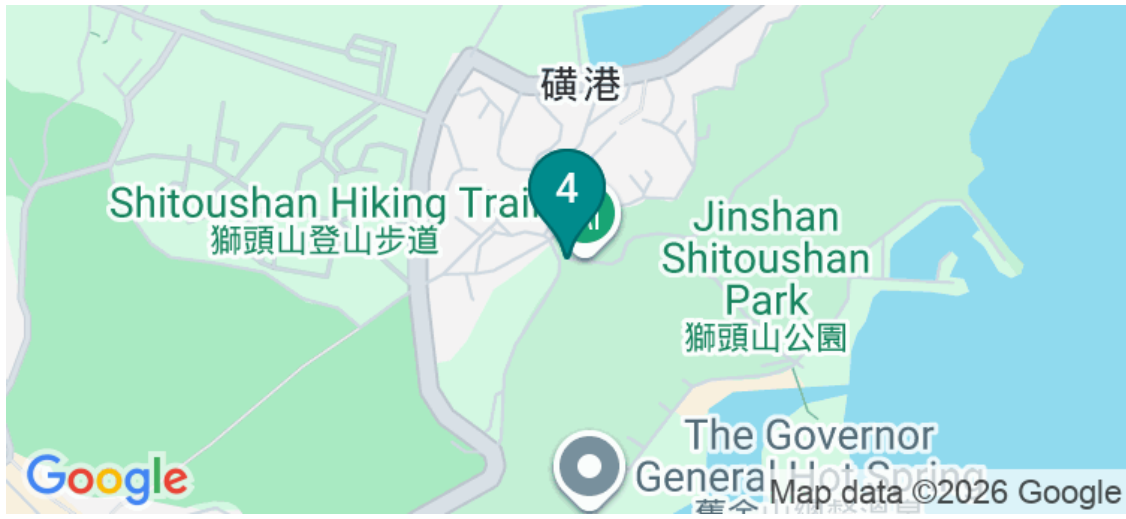 磺港
4
Shitoushan Hiking Trail
獅頭山登山步道
Jinshan
Shitoushan
Park
獅頭山公園
The Governor
General Hot Spring
Google
Map data ©2026 Google